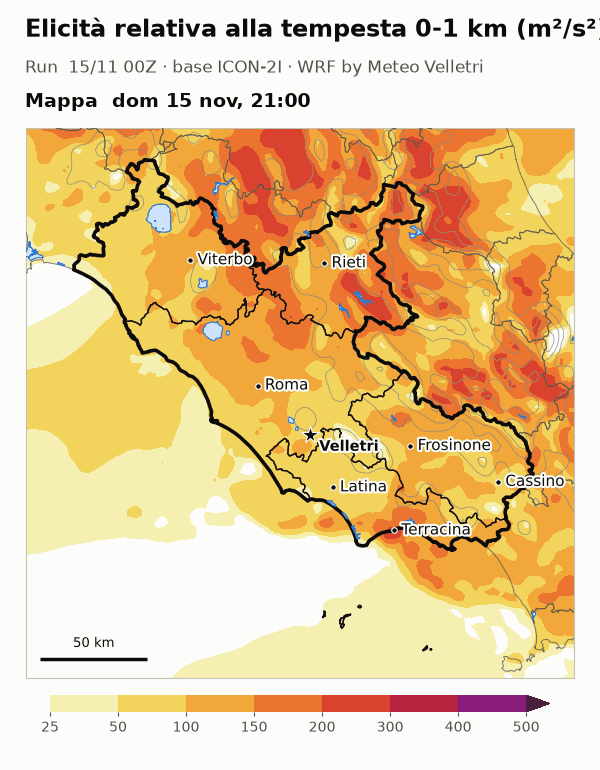 Elicità relativa alla tempesta 0-1 km (m²/s²)
Run  15/11 00Z · base ICON-2I · WRF by Meteo Velletri
Mappa  dom 15 nov, 21:00
Viterbo
Rieti
Roma
Velletri
Frosinone
Latina
Cassino
Terracina
50 km
25 50 100 150 200 300 400 500